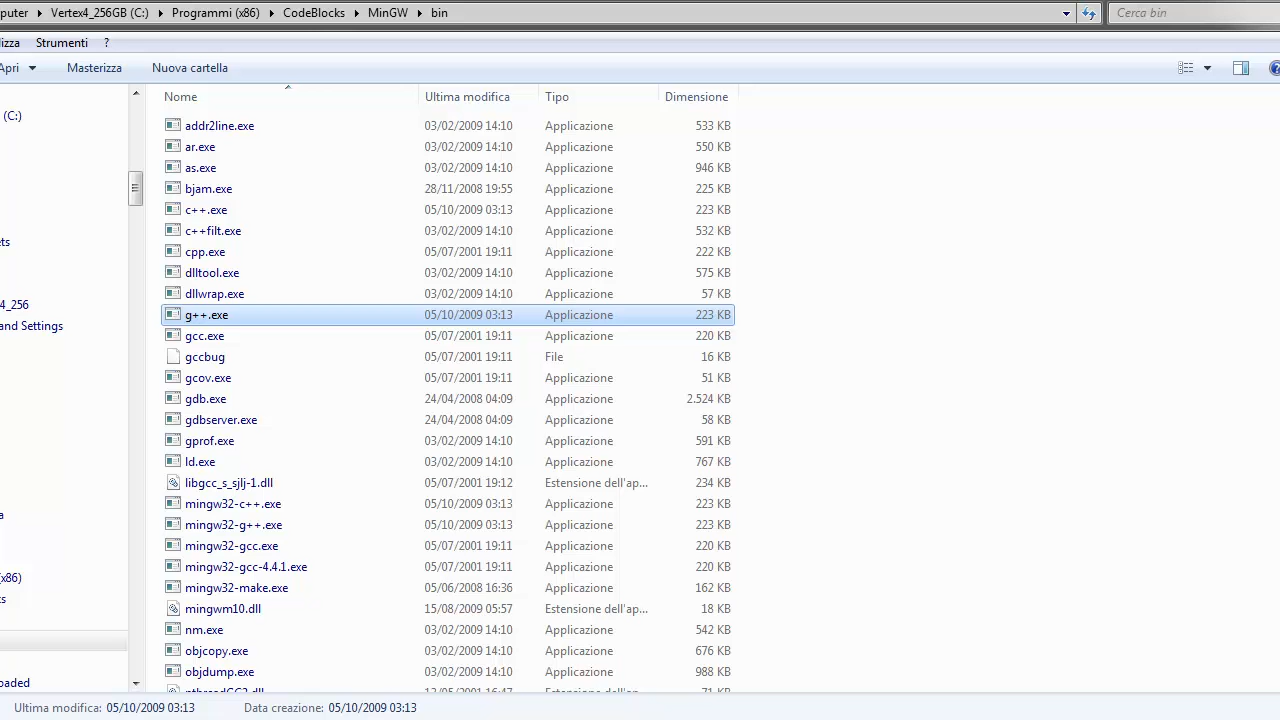 puter Vertex4_256GB (C:) Programmi (x86) CodeBlocks MinGW bin Cerca bin
lizza Strumenti ?
Apri Masterizza Nuova cartella
Nome Ultima modifica Tipo Dimensione
(C:)
ets
4_256
and Settings
a
(x86)
ts
oaded
addr2line.exe 03/02/2009 14:10 Applicazione 533 KB
ar.exe 03/02/2009 14:10 Applicazione 550 KB
as.exe 03/02/2009 14:10 Applicazione 946 KB
bjam.exe 28/11/2008 19:55 Applicazione 225 KB
c++.exe 05/10/2009 03:13 Applicazione 223 KB
c++filt.exe 03/02/2009 14:10 Applicazione 532 KB
cpp.exe 05/07/2001 19:11 Applicazione 222 KB
dlltool.exe 03/02/2009 14:10 Applicazione 575 KB
dllwrap.exe 03/02/2009 14:10 Applicazione 57 KB
g++.exe 05/10/2009 03:13 Applicazione 223 KB
gcc.exe 05/07/2001 19:11 Applicazione 220 KB
gccbug 05/07/2001 19:11 File 16 KB
gcov.exe 05/07/2001 19:11 Applicazione 51 KB
gdb.exe 24/04/2008 04:09 Applicazione 2.524 KB
gdbserver.exe 24/04/2008 04:09 Applicazione 58 KB
gprof.exe 03/02/2009 14:10 Applicazione 591 KB
ld.exe 03/02/2009 14:10 Applicazione 767 KB
libgcc_s_sjlj-1.dll 05/07/2001 19:12 Estensione dell'ap... 234 KB
mingw32-c++.exe 05/10/2009 03:13 Applicazione 223 KB
mingw32-g++.exe 05/10/2009 03:13 Applicazione 223 KB
mingw32-gcc.exe 05/07/2001 19:11 Applicazione 220 KB
mingw32-gcc-4.4.1.exe 05/07/2001 19:11 Applicazione 220 KB
mingw32-make.exe 05/06/2008 16:36 Applicazione 162 KB
mingwm10.dll 15/08/2009 05:57 Estensione dell'ap... 18 KB
nm.exe 03/02/2009 14:10 Applicazione 542 KB
objcopy.exe 03/02/2009 14:10 Applicazione 676 KB
objdump.exe 03/02/2009 14:10 Applicazione 988 KB
Ultima modifica: 05/10/2009 03:13 Data creazione: 05/10/2009 03:13